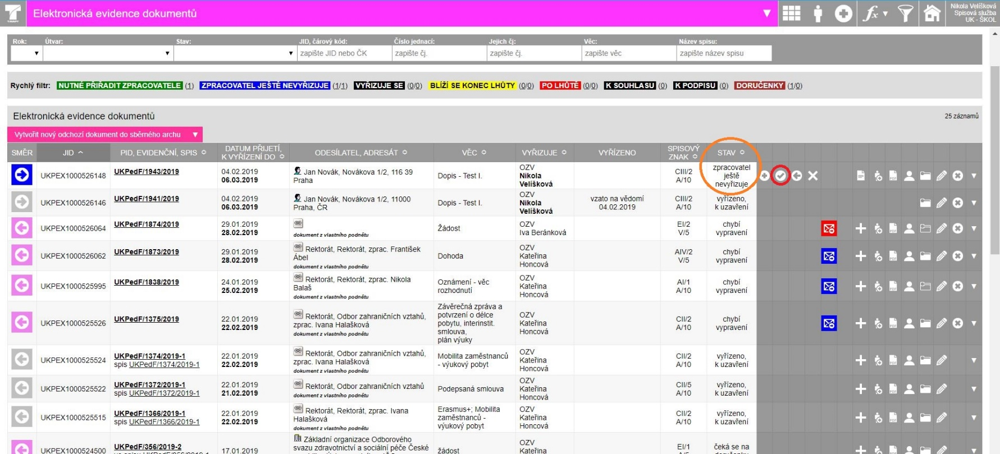 Elektronická evidence dokumentů
Nikola Velíšková
Spisová služba
UK - ŠKOL
Rok: Útvar: Stav: JID, čárový kód: Číslo jednací: Jejich čj: Věc: Název spisu:
zapište JID nebo ČK zapište čj. zapište čj. zapište věc zapište název spisu
Rychlý filtr: NUTNÉ PŘIŘADIT ZPRACOVATELE (1) ZPRACOVATEL JEŠTĚ NEVYŘIZUJE (1/1) VYŘIZUJE SE (0/0) BLÍŽÍ SE KONEC LHŮTY (0/0) PO LHŮTĚ (0/0) K SOUHLASU (0) K PODPISU (0) DORUČENKY (1/0)
Elektronická evidence dokumentů 25 záznamů
Vytvořit nový odchozí dokument do sběrného archu
SMĚR JID PID, EVIDENČNÍ, SPIS DATUM PŘIJETÍ, K VYŘÍZENÍ DO ODESÍLATEL, ADRESÁT VĚC VYŘIZUJE VYŘÍZENO SPISOVÝ ZNAK STAV
UKPEX1000526148 UKPedF/1943/2019 04.02.2019 06.03.2019 Jan Novák, Novákova 1/2, 116 39 Praha Dopis - Test I. OZV Nikola Velíšková CIII/2 A/10 zpracovatel ještě nevyřizuje
UKPEX1000526146 UKPedF/1941/2019 04.02.2019 06.03.2019 Jan Novák, Novákova 1/2, 11000 Praha, ČR Dopis - Test I. OZV Nikola Velíšková vzato na vědomí 04.02.2019 CIII/2 A/10 vyřízeno, k uzavření
UKPEX1000526064 UKPedF/1874/2019 29.01.2019 28.02.2019 dokument z vlastního podnětu Žádost OZV Iva Beránková EI/2 V/5 chybí vypravení
UKPEX1000526062 UKPedF/1873/2019 29.01.2019 28.02.2019 Rektorát, Rektorát, zprac. František Ábel dokument z vlastního podnětu Dohoda OZV Kateřina Honcová AIV/2 V/5 chybí vypravení
UKPEX1000525995 UKPedF/1838/2019 24.01.2019 25.02.2019 Rektorát, Rektorát, zprac. Nikola Balaš dokument z vlastního podnětu Oznámení - věc rozhodnutí OZV Kateřina Honcová AI/1 A/10 chybí vypravení
UKPEX1000525526 UKPedF/1375/2019 22.01.2019 22.02.2019 Rektorát, Odbor zahraničních vztahů, zprac. Ivana Halašková dokument z vlastního podnětu Závěrečná zpráva a potvrzení o délce pobytu, interinstit. smlouva, plán výuky OZV Kateřina Honcová CII/2 A/10 chybí vypravení
UKPEX1000525524 UKPedF/1374/2019-1 spis UKPedF/1374/2019-1 22.01.2019 22.02.2019 Rektorát, Odbor zahraničních vztahů, zprac. Ivana Halašková dokument z vlastního podnětu Mobilita zaměstnanců - výukový pobyt OZV Kateřina Honcová CII/2 A/10 vyřízeno, k uzavření
UKPEX1000525522 UKPedF/1372/2019-1 spis UKPedF/1372/2019-1 22.01.2019 21.02.2019 Rektorát, Odbor zahraničních vztahů dokument z vlastního podnětu Podepsaná smlouva OZV Kateřina Honcová CII/5 A/10 vyřízeno, k uzavření
UKPEX1000525515 UKPedF/1366/2019-1 spis UKPedF/1366/2019-1 22.01.2019 22.02.2019 Rektorát, Rektorát, zprac. Ivana Halašková dokument z vlastního podnětu Erasmus+; Mobilita zaměstnanců - výukový pobyt OZV Kateřina Honcová CII/2 A/10 vyřízeno, k uzavření
UKPEX1000524500 UKPedF/356/2019-2 17.01.2019 Základní organizace Odborového svazu zdravotnictví a sociální péče České žádost OZV Kateřina EI/1 čeká se na